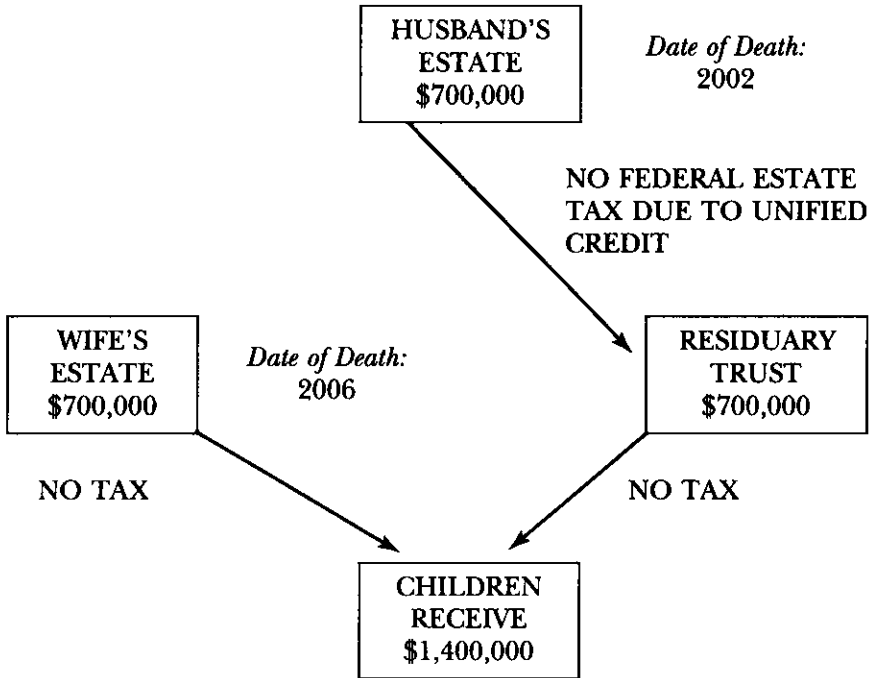 HUSBAND'S
ESTATE
$700,000
Date of Death:
2002
NO FEDERAL ESTATE
TAX DUE TO UNIFIED
CREDIT
WIFE'S
ESTATE
$700,000
Date of Death:
2006
RESIDUARY
TRUST
$700,000
NO TAX
NO TAX
CHILDREN
RECEIVE
$1,400,000